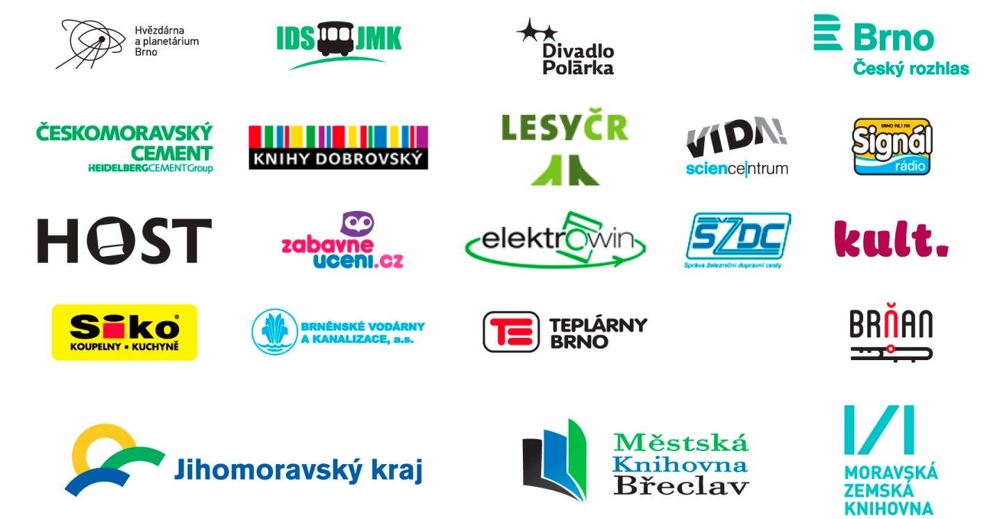 Hvězdárna
a planetárium
Brno
IDS JMK
Divadlo
Polárka
Brno
Český rozhlas
ČESKOMORAVSKÝ
CEMENT
HEIDELBERGCEMENT Group
KNIHY DOBROVSKÝ
LESY ČR
VIDA!
sciencentrum
BRNO 98,1 FM
Signál
rádio
HOST
zabavne
uceni.cz
elektrowin
SŽDC
Správa železniční dopravní cesty
kult.
Siko®
KOUPELNY ▪ KUCHYNĚ
BRNĚNSKÉ VODÁRNY
A KANALIZACE, a.s.
TE
TEPLÁRNY
BRNO
BRŇAN
Jihomoravský kraj
Městská
Knihovna
Břeclav
MORAVSKÁ
ZEMSKÁ
KNIHOVNA